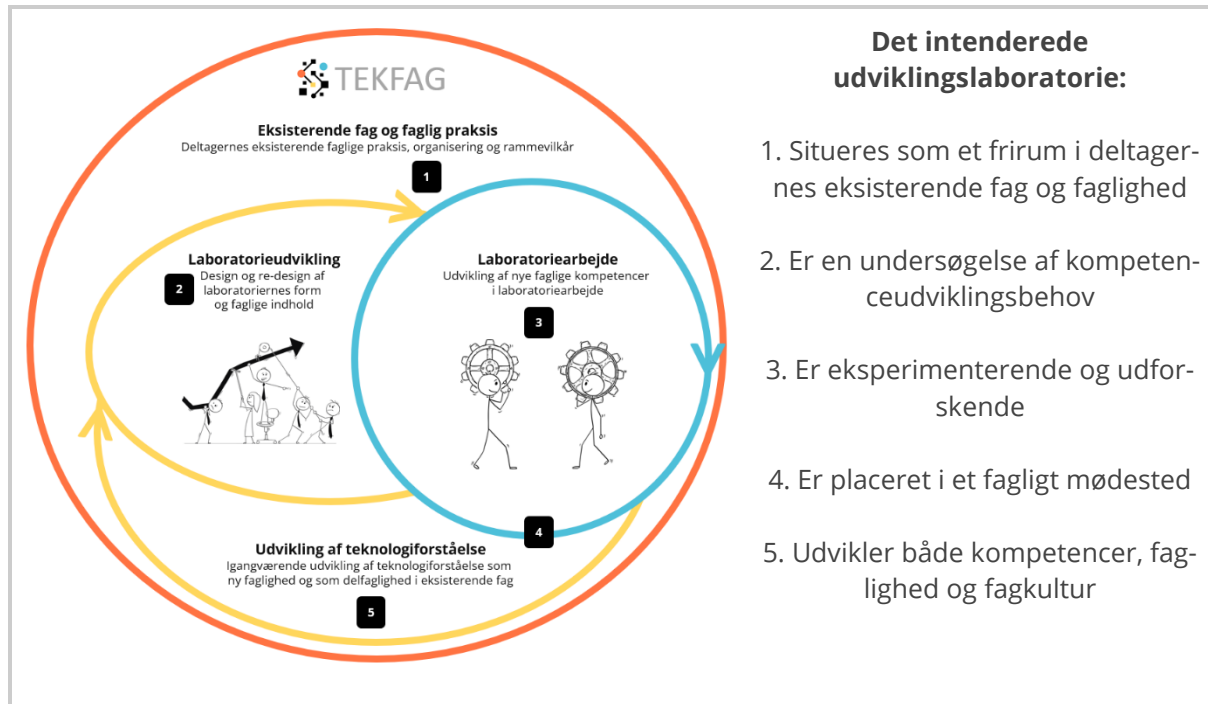 TEKFAG
Eksisterende fag og faglig praksis
Deltagernes eksisterende faglige praksis, organisering og rammevilkår
1
Laboratorieudvikling
2
Design og re-design af
laboratoriernes form
og faglige indhold
Laboratoriearbejde
Udvikling af nye faglige kompetencer
i laboratoriearbejde
3
4
Udvikling af teknologiforståelse
Igangværende udvikling af teknologiforståelse som
ny faglighed og som delfaglighed i eksisterende fag
5
Det intenderede
udviklingslaboratorie:
1. Situeres som et frirum i deltager-
nes eksisterende fag og faglighed
2. Er en undersøgelse af kompeten-
ceudviklingsbehov
3. Er eksperimenterende og udfor-
skende
4. Er placeret i et fagligt mødested
5. Udvikler både kompetencer, fag-
lighed og fagkultur